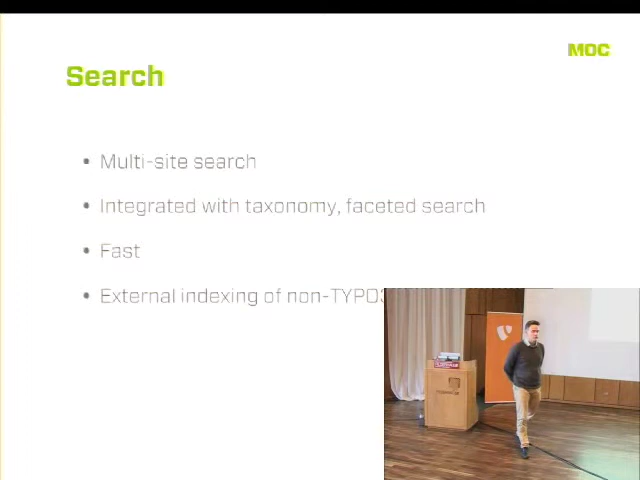 MOC
Search
• Multi-site search
• Integrated with taxonomy, faceted search
• Fast
• External indexing of non-TYPO3